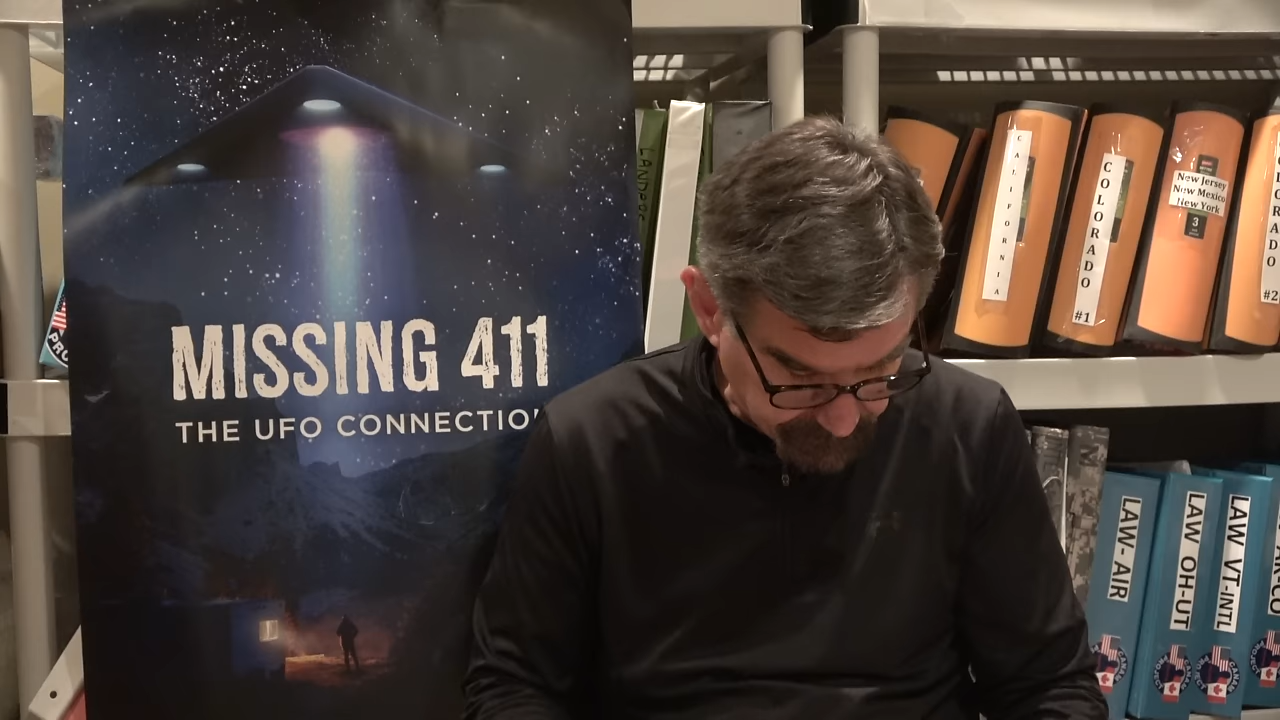 MISSING 411
THE UFO CONNECTIO
CALIFORNIA
COLORADO
#1
New Jersey
New Mexico
New York
3
#2
LAW- AIR
LAW OH-UT
LAW VT-INTL